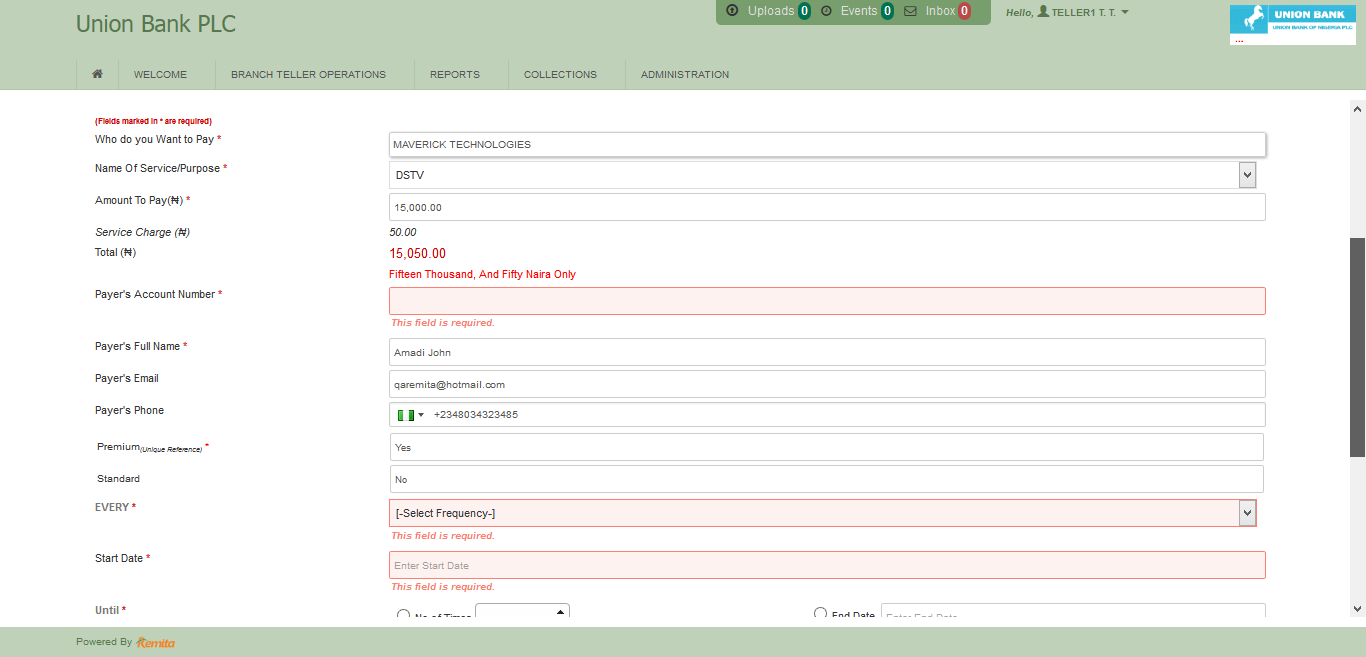 Union Bank PLC
Uploads 0 Events 0 Inbox 0
Hello, TELLER1 T. T.
UNION BANK
UNION BANK OF NIGERIA PLC
...
WELCOME BRANCH TELLER OPERATIONS REPORTS COLLECTIONS ADMINISTRATION
(Fields marked in * are required)
Who do you Want to Pay * MAVERICK TECHNOLOGIES
Name Of Service/Purpose * DSTV
Amount To Pay(₦) * 15,000.00
Service Charge (₦) 50.00
Total (₦) 15,050.00
Fifteen Thousand, And Fifty Naira Only
Payer's Account Number *
This field is required.
Payer's Full Name * Amadi John
Payer's Email qaremita@hotmail.com
Payer's Phone +2348034323485
Premium(Unique Reference) * Yes
Standard No
EVERY * [-Select Frequency-]
This field is required.
Start Date * Enter Start Date
This field is required.
Until * No of Times End Date Enter End Date
Powered By Remita